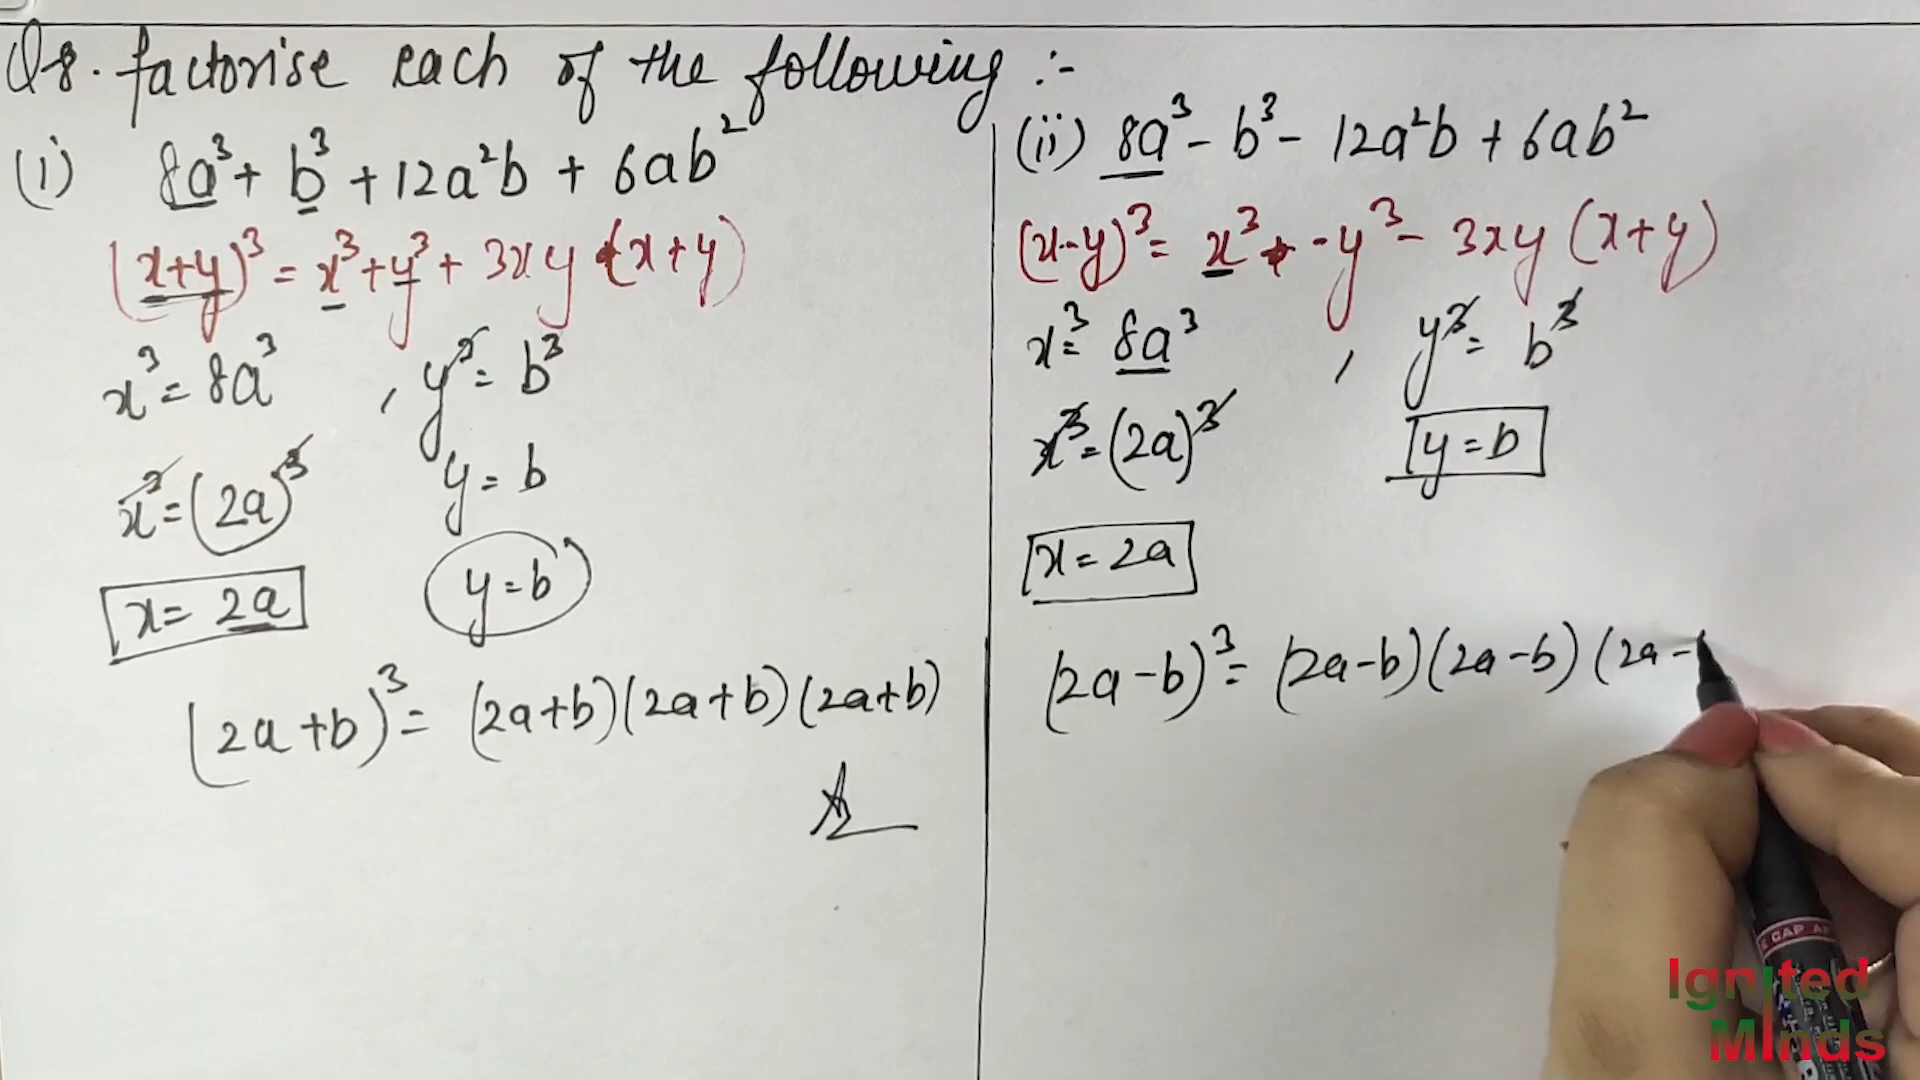 Q8. factorise each of the following :-
(i) 8a³ + b³ + 12a²b + 6ab²
(x+y)³ = x³ + y³ + 3xy (x+y)
x³ = 8a³ , y³ = b³
x³ = (2a)³ y = b
x = 2a y = b
(2a+b)³ = (2a+b)(2a+b)(2a+b)
(ii) 8a³ - b³ - 12a²b + 6ab²
(x-y)³ = x³ - y³ - 3xy (x+y)
x³ = 8a³ , y³ = b³
x³ = (2a)³ y = b
x = 2a
(2a-b)³ = (2a-b)(2a-b)(2a-
CAP
Ignited
Minds